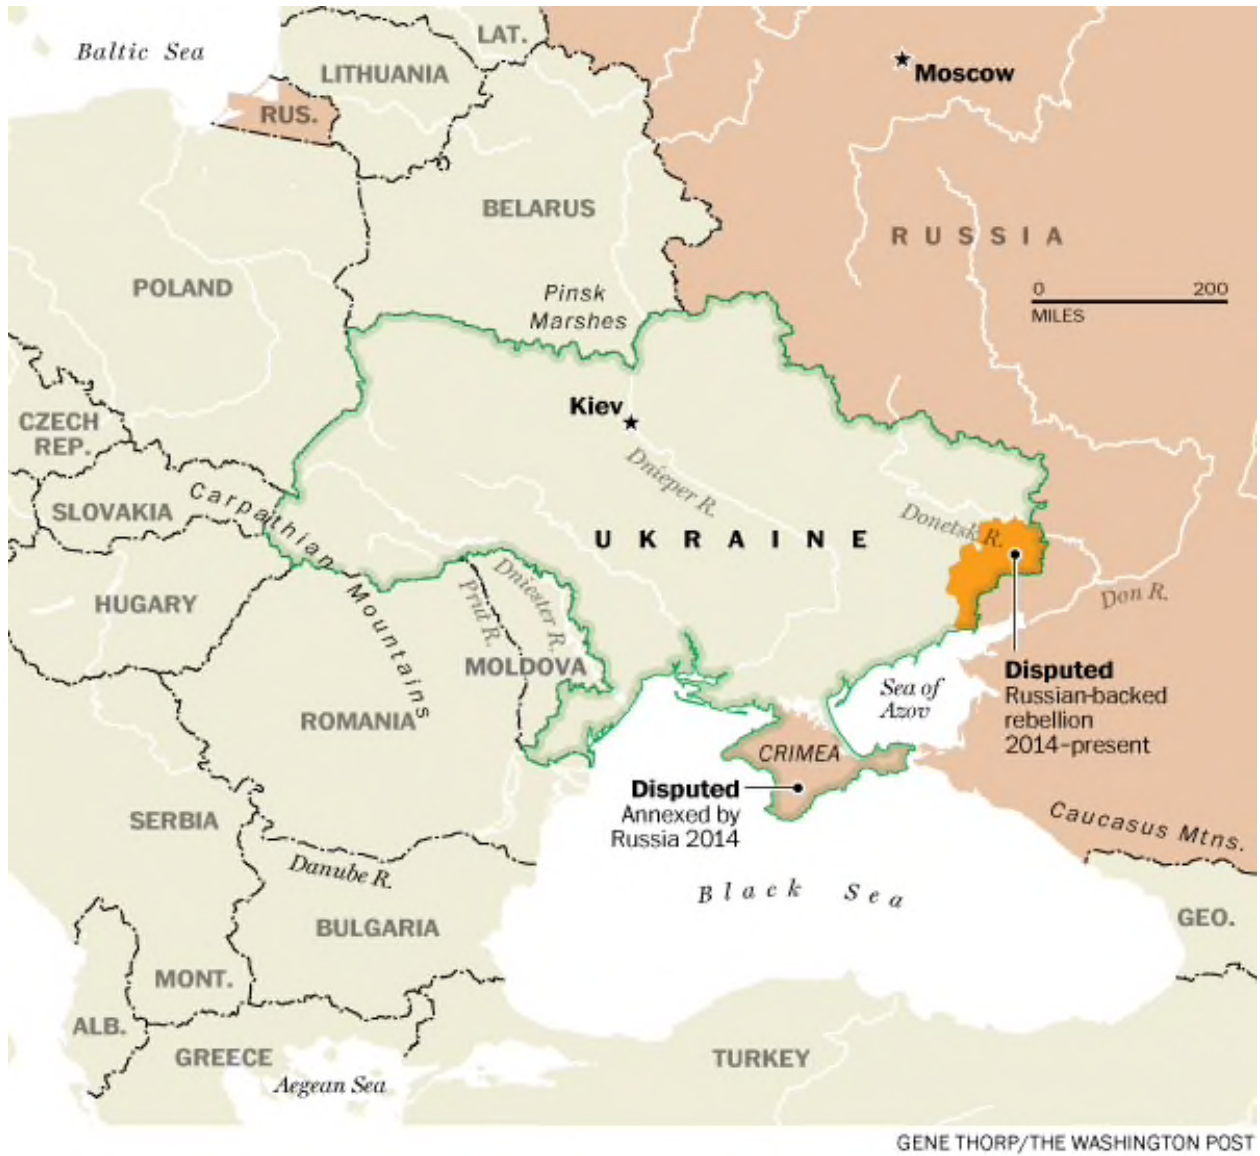 Baltic Sea
LAT.
LITHUANIA
RUS.
Moscow
BELARUS
RUSSIA
POLAND
Pinsk
Marshes
0 200
MILES
Kiev
CZECH
REP.
Dnieper R.
SLOVAKIA
Carpathian Mountains
Donetsk R.
UKRAINE
HUGARY
Prut R.
Dniester R.
Don R.
MOLDOVA
ROMANIA
Sea of
Azov
Disputed
Russian-backed
rebellion
2014–present
CRIMEA
Disputed
Annexed by
Russia 2014
SERBIA
Caucasus Mtns.
Danube R.
Black Sea
BULGARIA
GEO.
MONT.
ALB.
GREECE
Aegean Sea
TURKEY
GENE THORP/THE WASHINGTON POST